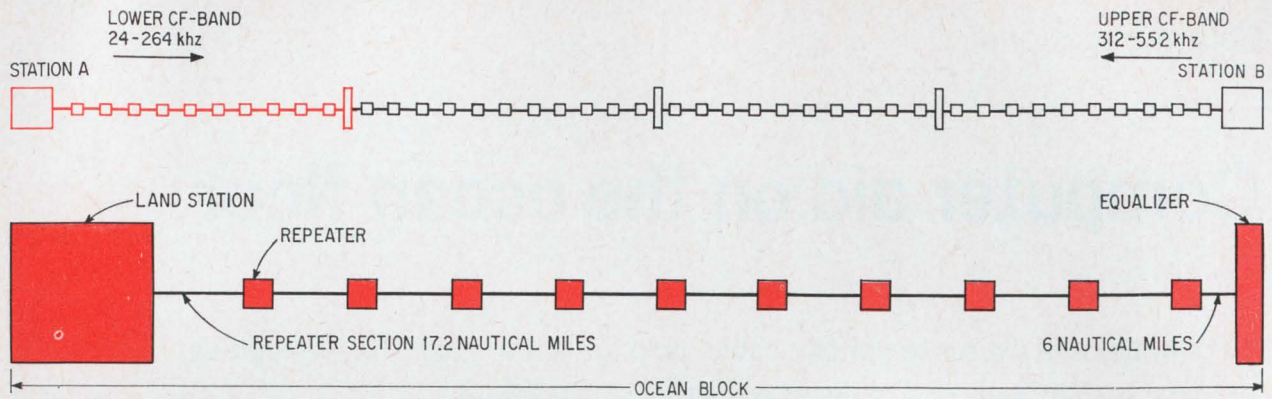 LOWER CF-BAND
24-264 khz
UPPER CF-BAND
312-552 khz
STATION A
STATION B
LAND STATION
REPEATER
EQUALIZER
REPEATER SECTION 17.2 NAUTICAL MILES
6 NAUTICAL MILES
OCEAN BLOCK